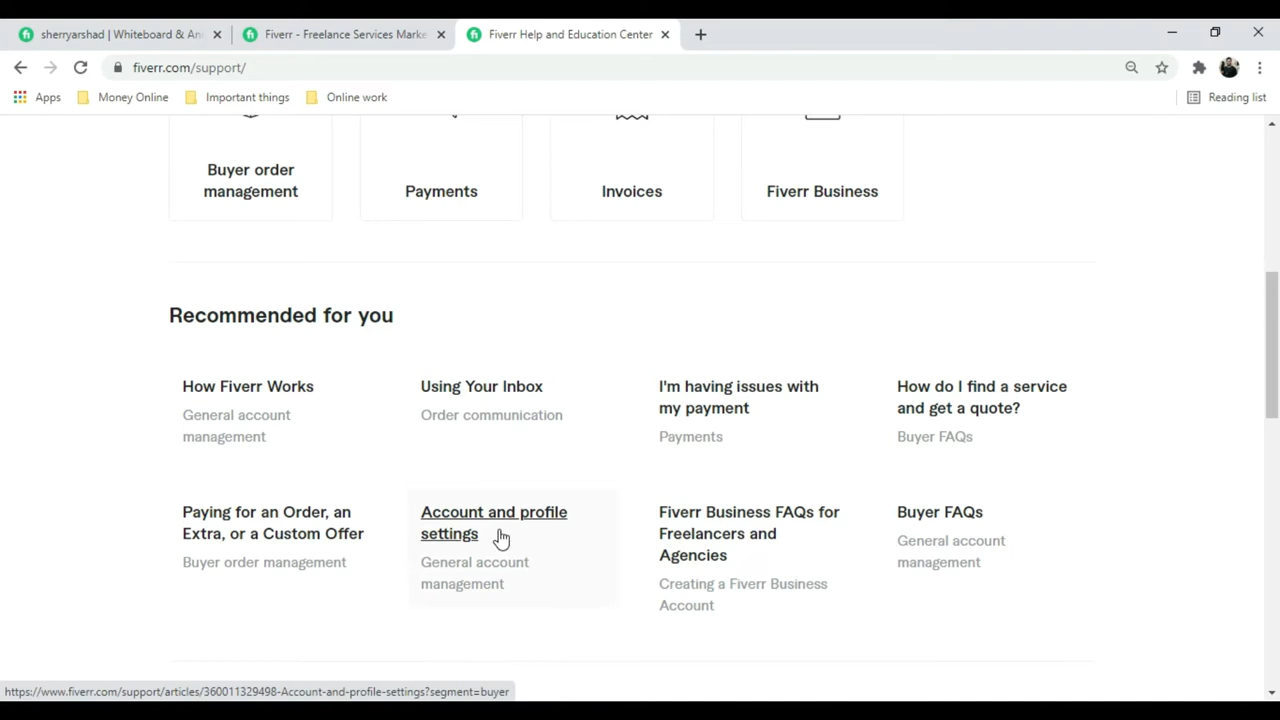 sherryarshad | Whiteboard & An
Fiverr - Freelance Services Marke
Fiverr Help and Education Center
fiverr.com/support/
Apps
Money Online
Important things
Online work
Reading list
Buyer order
management
Payments
Invoices
Fiverr Business
Recommended for you
How Fiverr Works
General account
management
Using Your Inbox
Order communication
I'm having issues with
my payment
Payments
How do I find a service
and get a quote?
Buyer FAQs
Paying for an Order, an
Extra, or a Custom Offer
Buyer order management
Account and profile
settings
General account
management
Fiverr Business FAQs for
Freelancers and
Agencies
Creating a Fiverr Business
Account
Buyer FAQs
General account
management
https://www.fiverr.com/support/articles/360011329498-Account-and-profile-settings?segment=buyer